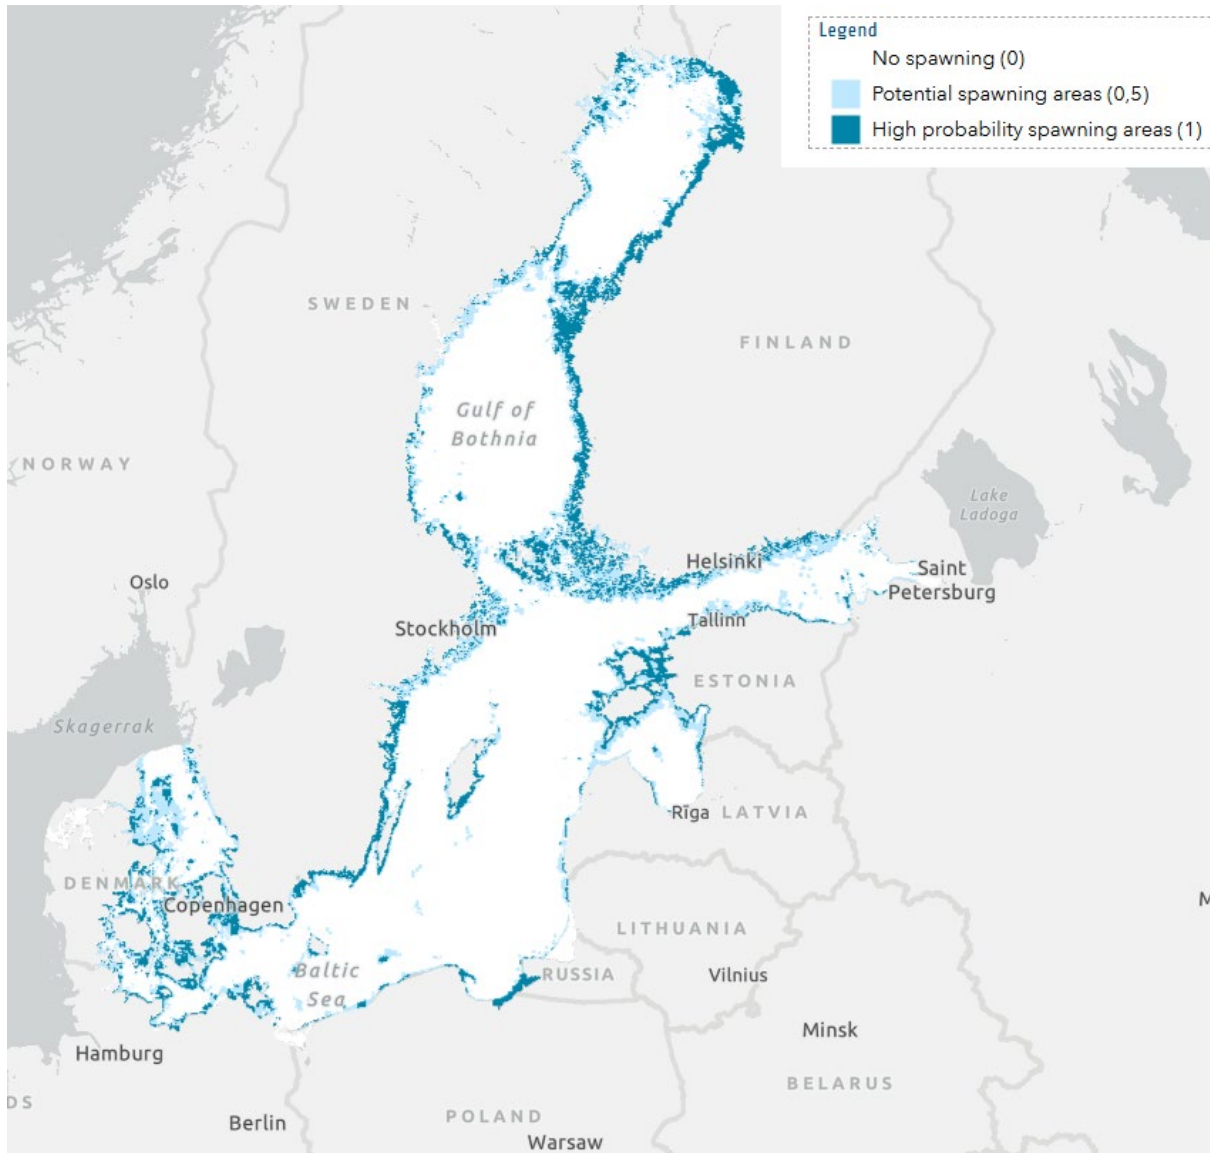 Legend
No spawning (0)
Potential spawning areas (0,5)
High probability spawning areas (1)
SWEDEN
FINLAND
Gulf of
Bothnia
NORWAY
Lake
Ladoga
Oslo
Helsinki
Saint
Petersburg
Stockholm
Tallinn
ESTONIA
Skagerrak
Rīga
LATVIA
DENMARK
Copenhagen
M
LITHUANIA
Baltic
Sea
RUSSIA
Vilnius
Minsk
Hamburg
BELARUS
DS
POLAND
Berlin
Warsaw